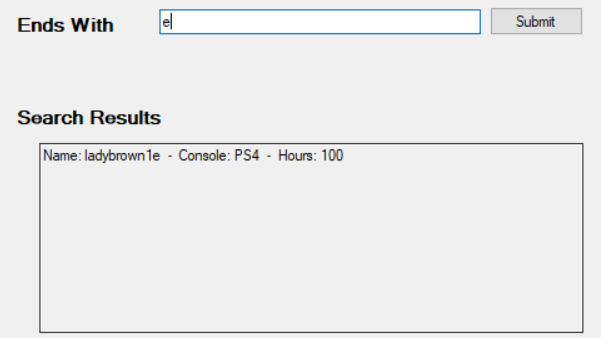 Ends With e Submit
Search Results
Name: ladybrown1e - Console: PS4 - Hours: 100